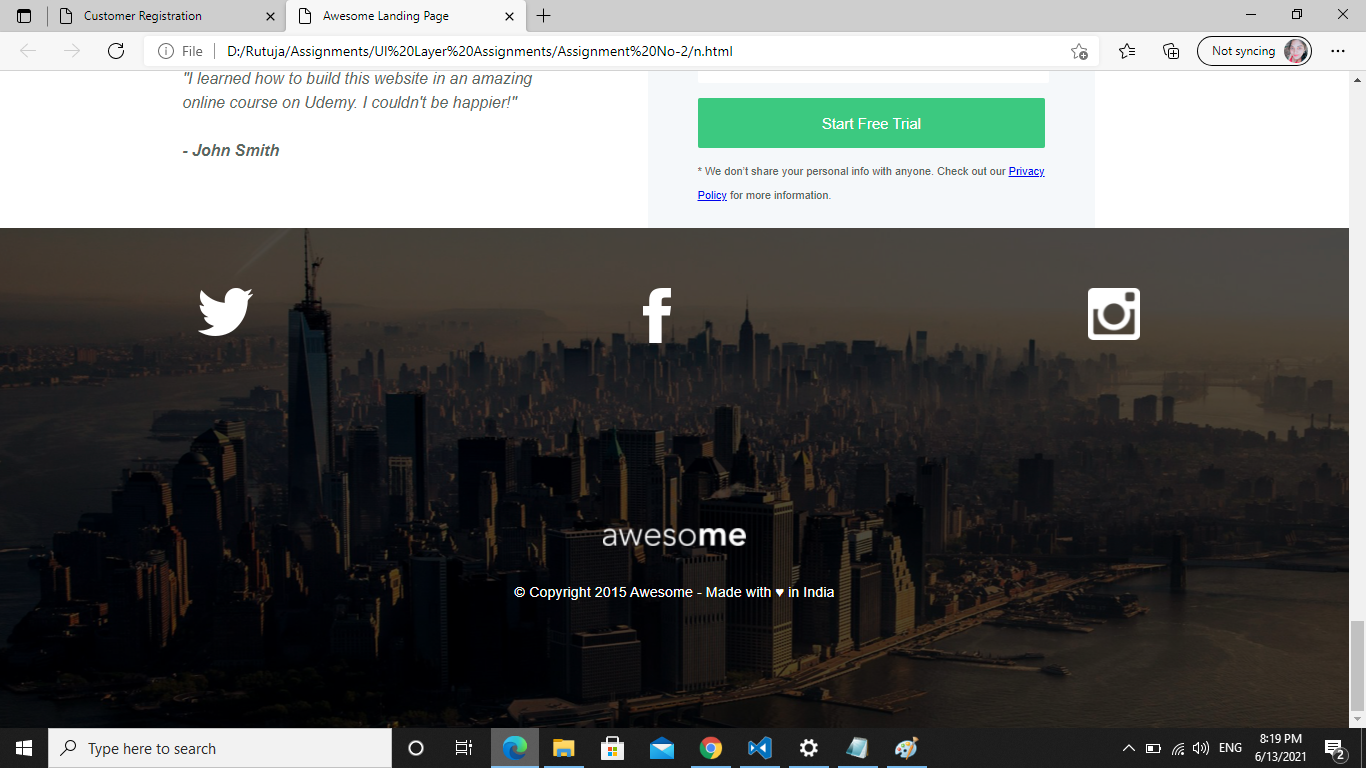 Customer Registration
Awesome Landing Page
File
D:/Rutuja/Assignments/UI%20Layer%20Assignments/Assignment%20No-2/n.html
Not syncing
"I learned how to build this website in an amazing
online course on Udemy. I couldn't be happier!"
- John Smith
Start Free Trial
* We don't share your personal info with anyone. Check out our Privacy
Policy for more information.
awesome
© Copyright 2015 Awesome - Made with ♥ in India
Type here to search
ENG
8:19 PM
6/13/2021
2